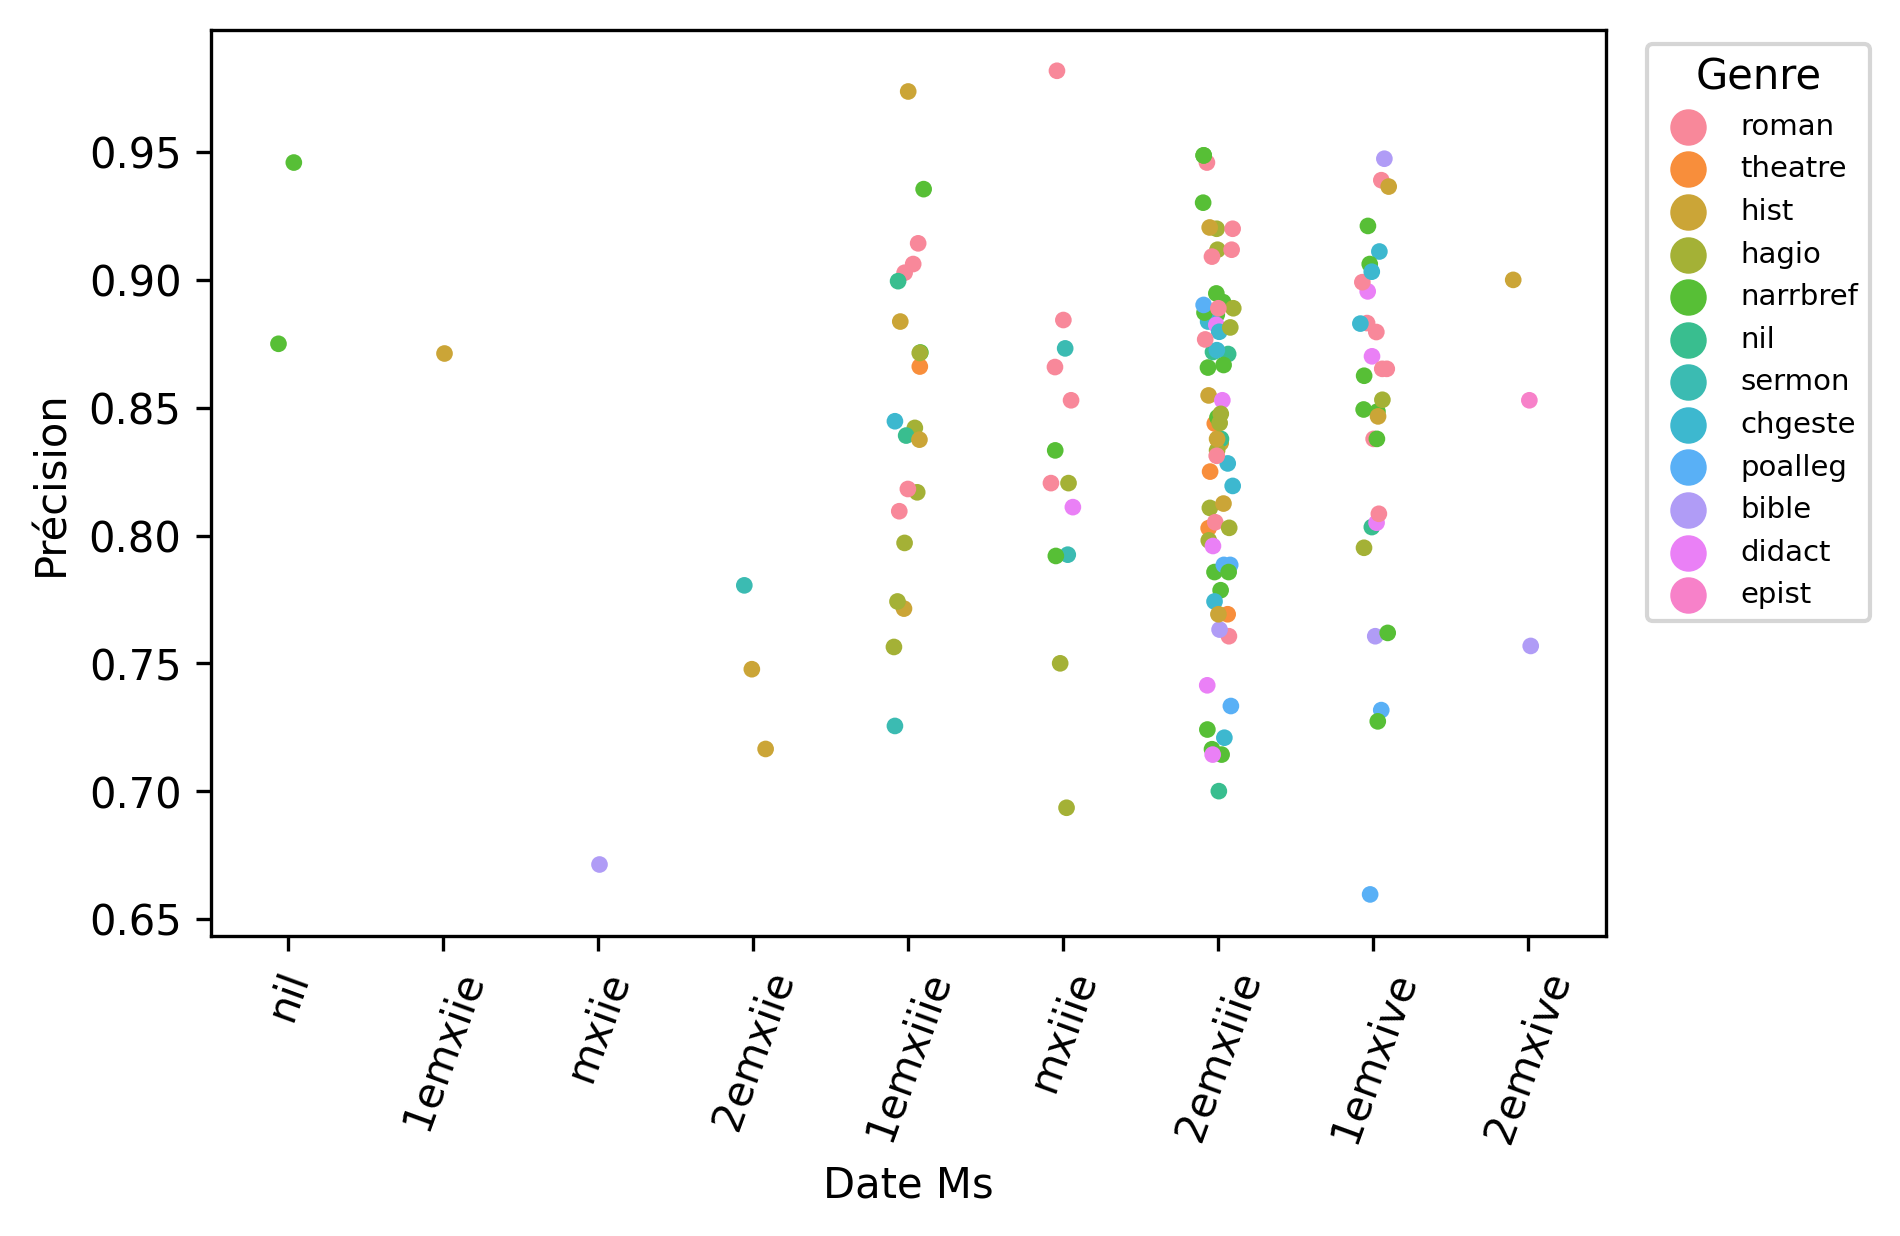 Genre
roman
theatre
hist
hagio
narrbref
nil
sermon
chgeste
poalleg
bible
didact
epist
Précision
0.95
0.90
0.85
0.80
0.75
0.70
0.65
nil
1emxiie
mxiie
2emxiie
1emxiiie
mxiiie
2emxiiie
1emxive
2emxive
Date Ms